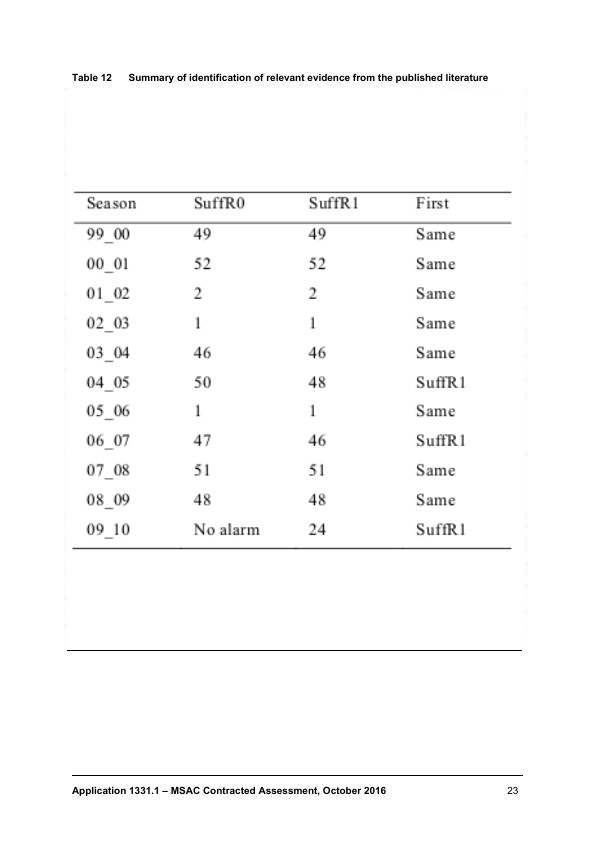 Table 12 Summary of identification of relevant evidence from the published literature
Season SuffR0 SuffR1 First
99_00 49 49 Same
00_01 52 52 Same
01_02 2 2 Same
02_03 1 1 Same
03_04 46 46 Same
04_05 50 48 SuffR1
05_06 1 1 Same
06_07 47 46 SuffR1
07_08 51 51 Same
08_09 48 48 Same
09_10 No alarm 24 SuffR1
Application 1331.1 – MSAC Contracted Assessment, October 2016 23